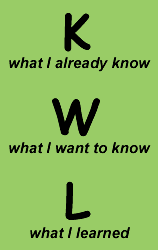 K
what I already know
W
what I want to know
L
what I learned